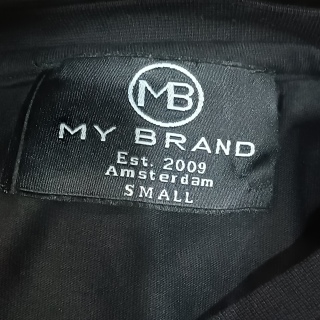 MB
MY BRAND
Est. 2009
Amsterdam
SMALL